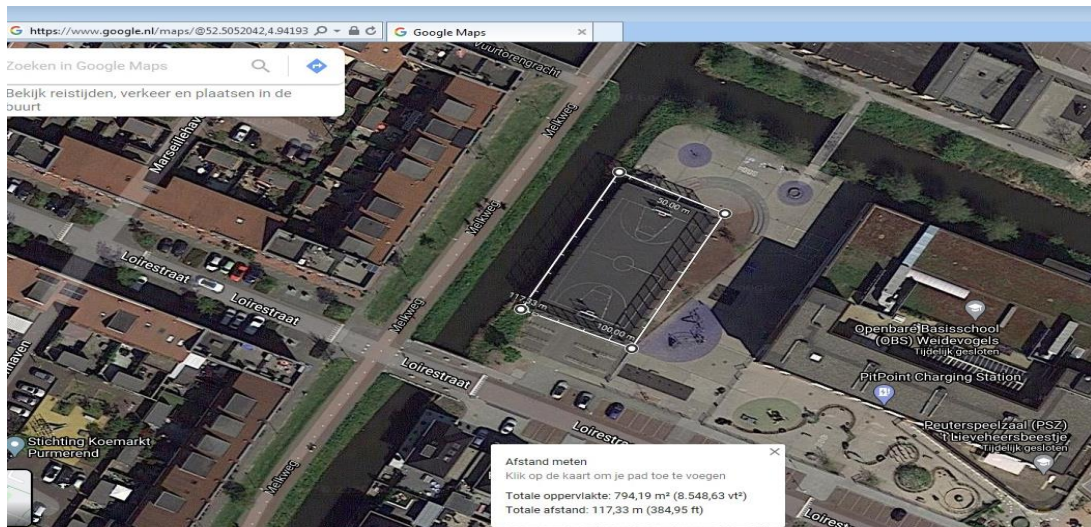 https://www.google.nl/maps/@52.5052042,4.94193
Google Maps
Zoeken in Google Maps
Bekijk reistijden, verkeer en plaatsen in de
buurt
Vuurtorengracht
Melkweg
Marseillehaven
50,00 m
Melkweg
Loirestraat
Loirestraat
Melkweg
117,33 m
100,00 m
Openbare Basisschool
(OBS) Weidevogels
Tijdelijk gesloten
Loirestraat
PitPoint Charging Station
Peuterspeelzaal (PSZ)
't Lieveheersbeestje
Tijdelijk gesloten
Stichting Koemarkt
Purmerend
Loirestraat
Afstand meten
Klik op de kaart om je pad toe te voegen
Totale oppervlakte: 794,19 m² (8.548,63 vt²)
Totale afstand: 117,33 m (384,95 ft)